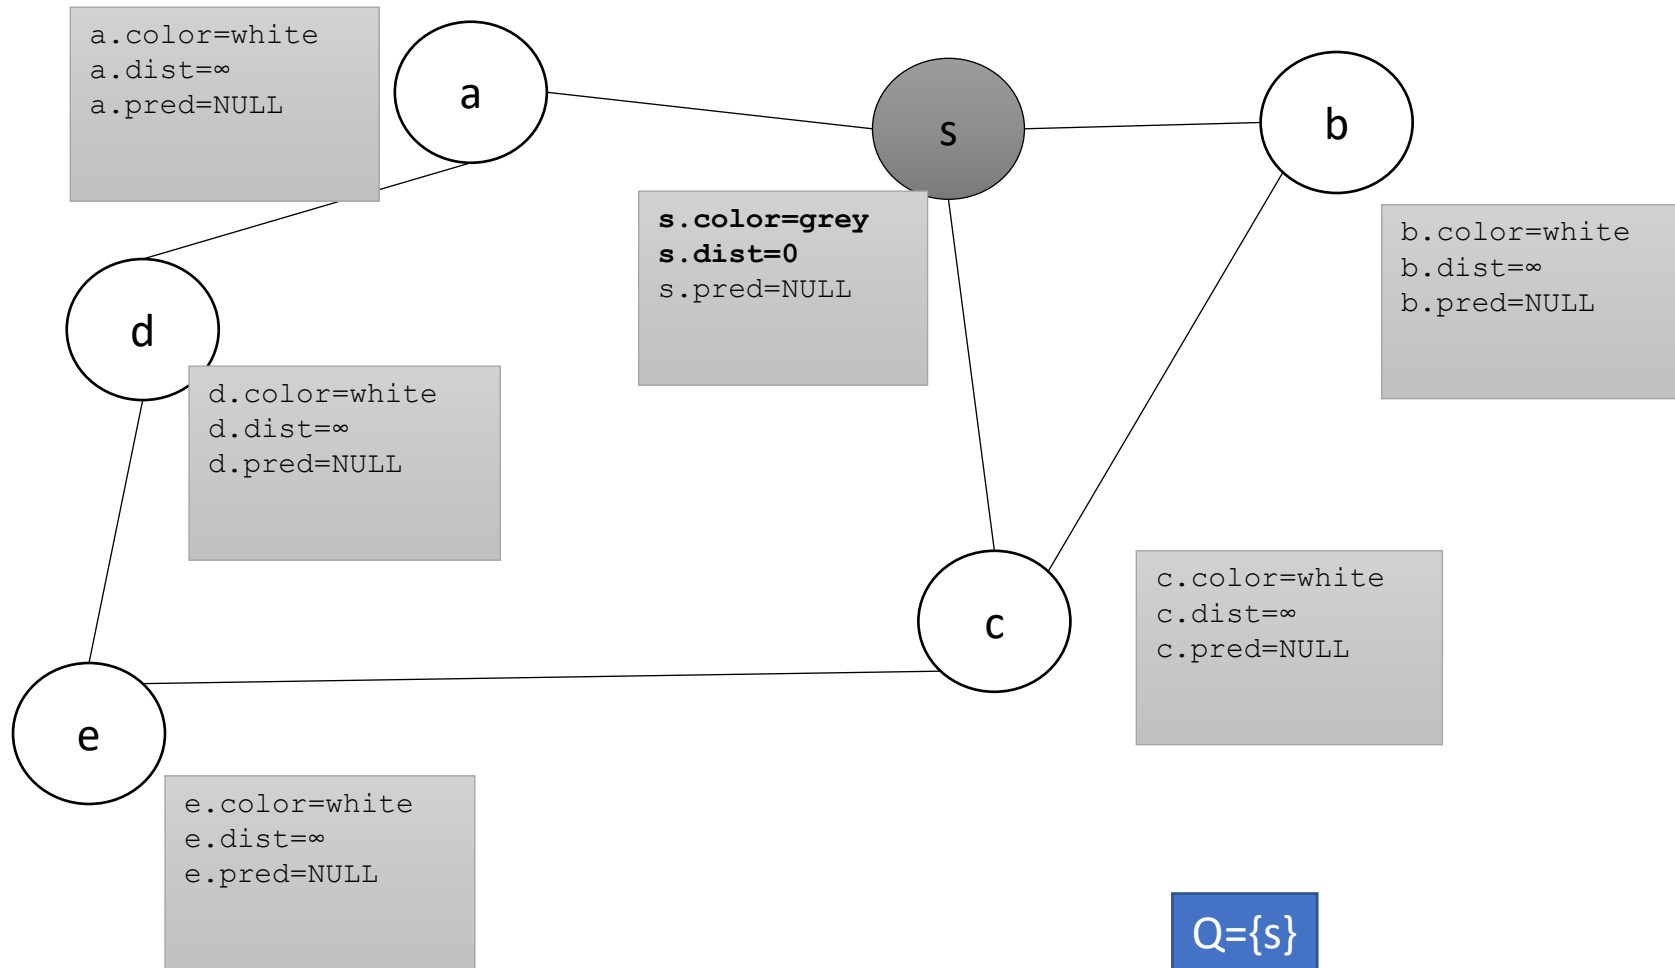 a.color=white
a.dist=∞
a.pred=NULL
a
s
b
s.color=grey
s.dist=0
s.pred=NULL
b.color=white
b.dist=∞
b.pred=NULL
d
d.color=white
d.dist=∞
d.pred=NULL
c
c.color=white
c.dist=∞
c.pred=NULL
e
e.color=white
e.dist=∞
e.pred=NULL
Q={s}